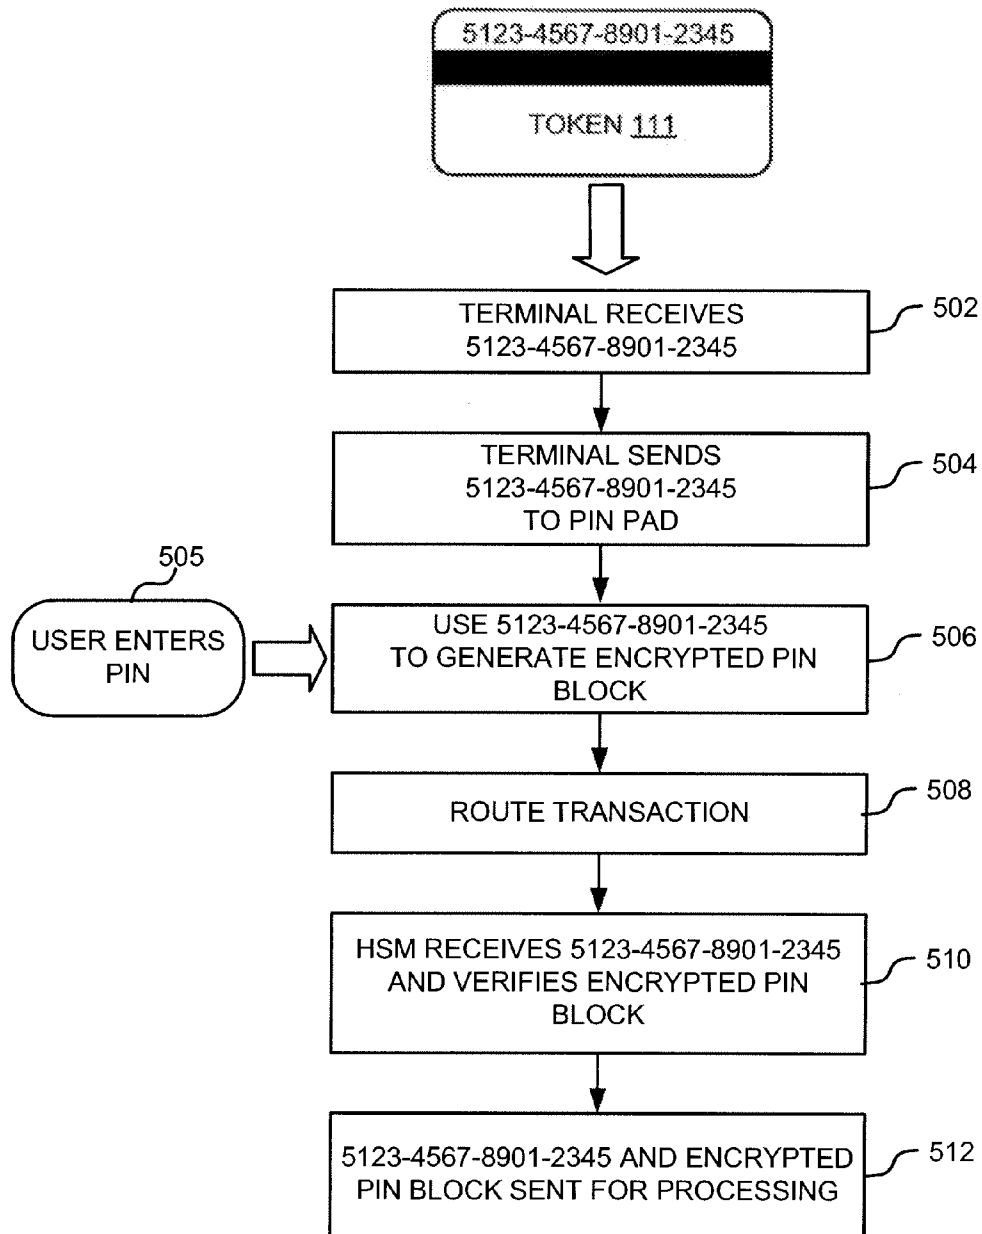 5123-4567-8901-2345
TOKEN 111
TERMINAL RECEIVES
5123-4567-8901-2345
502
TERMINAL SENDS
5123-4567-8901-2345
TO PIN PAD
504
505
USER ENTERS
PIN
USE 5123-4567-8901-2345
TO GENERATE ENCRYPTED PIN
BLOCK
506
ROUTE TRANSACTION
508
HSM RECEIVES 5123-4567-8901-2345
AND VERIFIES ENCRYPTED PIN
BLOCK
510
5123-4567-8901-2345 AND ENCRYPTED
PIN BLOCK SENT FOR PROCESSING
512